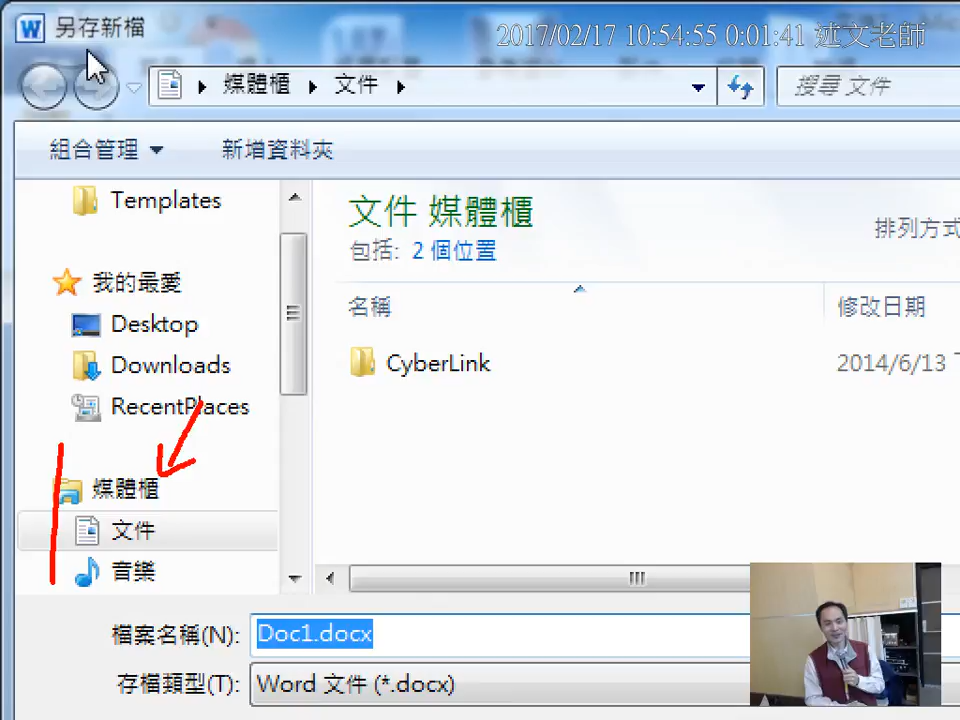 另存新檔
2017/02/17 10:54:55 0:01:41 述文老師
媒體櫃 文件
搜尋 文件
組合管理 新增資料夾
Templates
我的最愛
Desktop
Downloads
RecentPlaces
媒體櫃
文件
音樂
文件 媒體櫃
包括: 2 個位置
排列方式
名稱 修改日期
CyberLink 2014/6/13
檔案名稱(N): Doc1.docx
存檔類型(T): Word 文件 (*.docx)